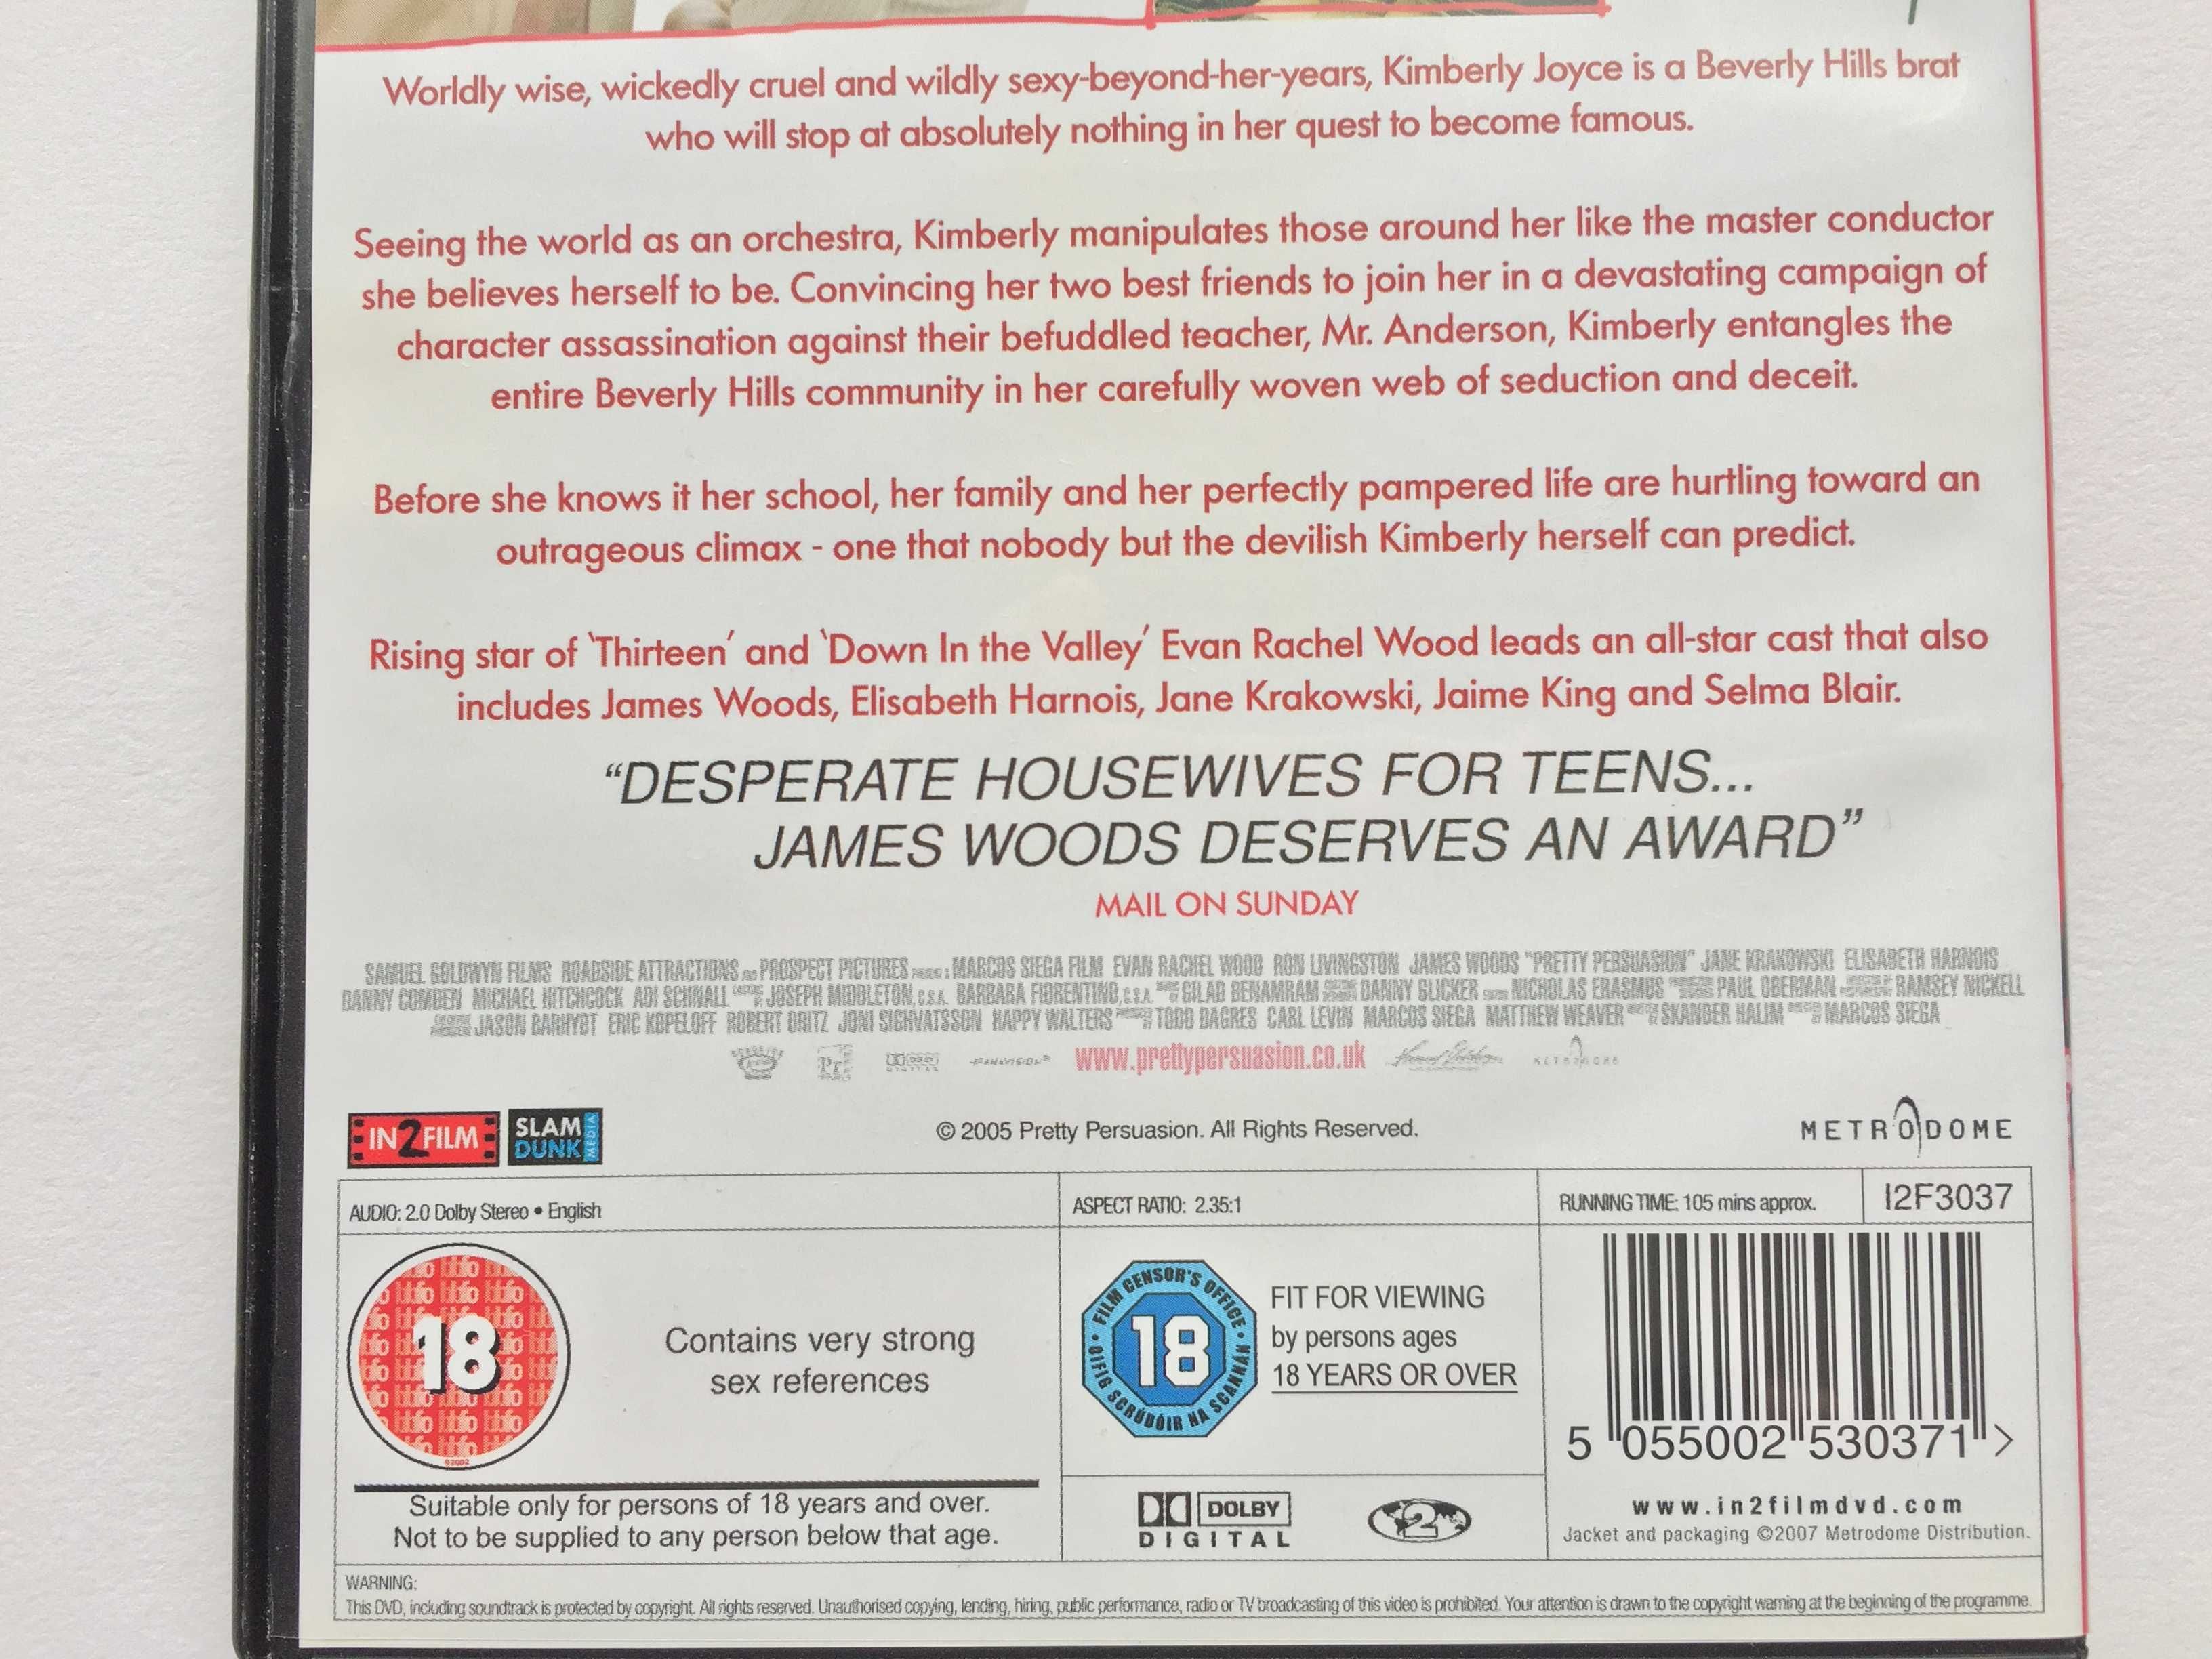 Worldly wise, wickedly cruel and wildly sexy-beyond-her-years, Kimberly Joyce is a Beverly Hills brat
who will stop at absolutely nothing in her quest to become famous.
Seeing the world as an orchestra, Kimberly manipulates those around her like the master conductor
she believes herself to be. Convincing her two best friends to join her in a devastating campaign of
character assassination against their befuddled teacher, Mr. Anderson, Kimberly entangles the
entire Beverly Hills community in her carefully woven web of seduction and deceit.
Before she knows it her school, her family and her perfectly pampered life are hurtling toward an
outrageous climax - one that nobody but the devilish Kimberly herself can predict.
Rising star of 'Thirteen' and 'Down In the Valley' Evan Rachel Wood leads an all-star cast that also
includes James Woods, Elisabeth Harnois, Jane Krakowski, Jaime King and Selma Blair.
“DESPERATE HOUSEWIVES FOR TEENS...
JAMES WOODS DESERVES AN AWARD”
MAIL ON SUNDAY
SAMUEL GOLDWYN FILMS ROADSIDE ATTRACTIONS PROSPECT PICTURES MARCOS SIEGA FILM EVAN RACHEL WOOD RON LIVINGSTON JAMES WOODS "PRETTY PERSUASION" JANE KRAKOWSKI ELISABETH HARNOIS
DANNY COMDEN MICHAEL HITCHCOCK ADI SCHNALL JOSEPH MIDDLETON, C.S.A. BARBARA FIORENTINO, C.S.A. GILAD BENAMRAM DANNY GLICKER NICHOLAS ERASMUS PAUL OBERMAN RAMSEY NICKELL
JASON BARHYDT ERIC KOPELOFF ROBERT ORITZ JONI SIGHVATSSON HAPPY WALTERS TODD DAGRES CARL LEVIN MARCOS SIEGA MATTHEW WEAVER SKANDER HALIM MARCOS SIEGA
DOLBY DIGITAL PANAVISION® www.prettypersuasion.co.uk METRODOME
IN2FILM SLAM DUNK MEDIA © 2005 Pretty Persuasion. All Rights Reserved. METRODOME
AUDIO: 2.0 Dolby Stereo • English ASPECT RATIO: 2.35:1 RUNNING TIME: 105 mins approx. I2F3037
18
©2002
Contains very strong
sex references
Suitable only for persons of 18 years and over.
Not to be supplied to any person below that age.
• FILM CENSOR'S OFFICE • OIFIG SCRÚDÓIR NA SCANNÁN
18
FIT FOR VIEWING
by persons ages
18 YEARS OR OVER
DOLBY
DIGITAL
2
5 055002 530371 >
www.in2filmdvd.com
Jacket and packaging ©2007 Metrodome Distribution.
WARNING:
This DVD, including soundtrack is protected by copyright. All rights reserved. Unauthorised copying, lending, hiring, public performance, radio or TV broadcasting of this video is prohibited. Your attention is drawn to the copyright warning at the beginning of the programme.